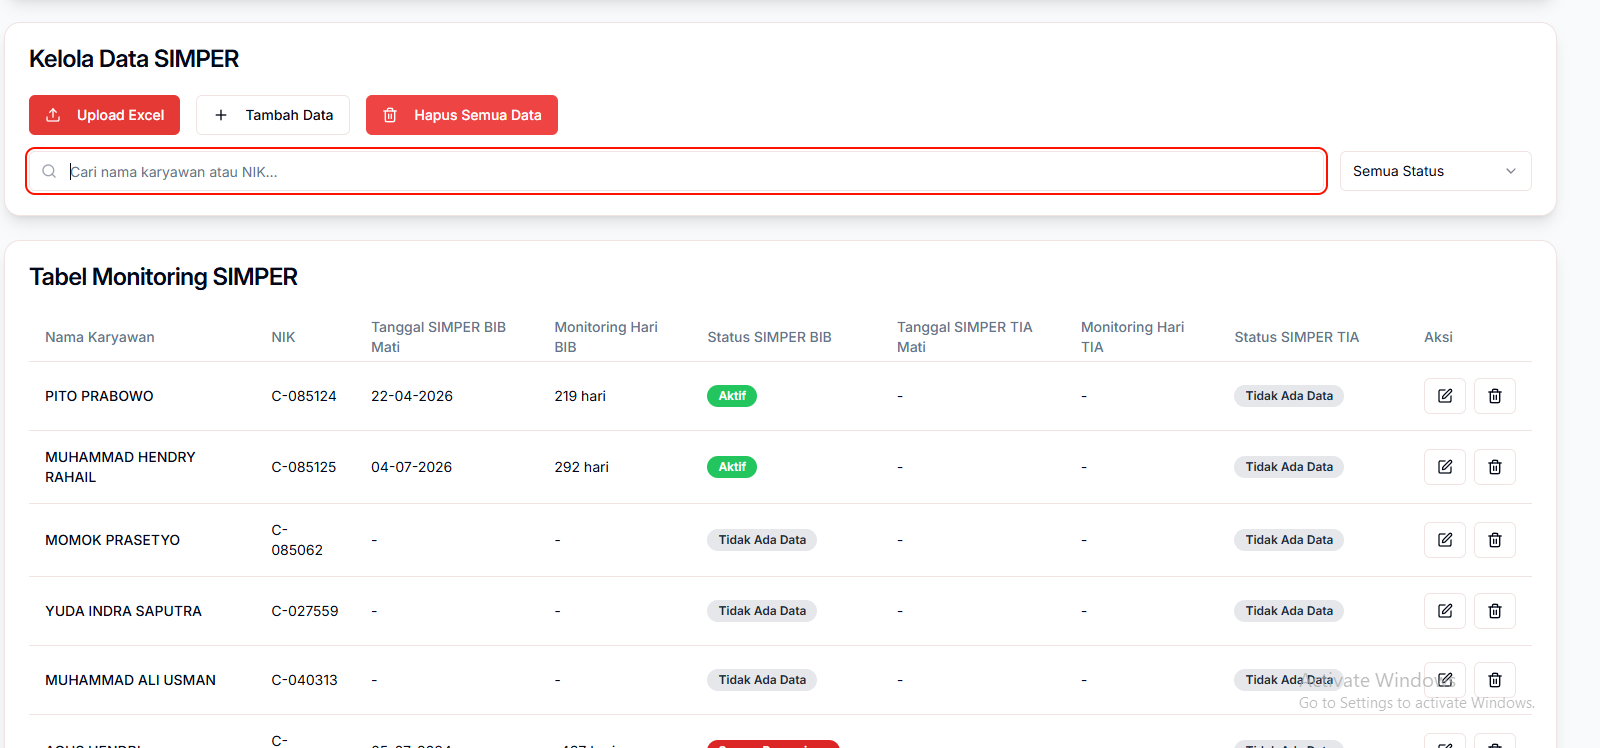 Kelola Data SIMPER
Upload Excel
Tambah Data
Hapus Semua Data
Cari nama karyawan atau NIK...
Semua Status
Tabel Monitoring SIMPER
Nama Karyawan
NIK
Tanggal SIMPER BIB
Mati
Monitoring Hari
BIB
Status SIMPER BIB
Tanggal SIMPER TIA
Mati
Monitoring Hari
TIA
Status SIMPER TIA
Aksi
PITO PRABOWO
C-085124
22-04-2026
219 hari
Aktif
-
-
Tidak Ada Data
MUHAMMAD HENDRY
RAHAIL
C-085125
04-07-2026
292 hari
Aktif
-
-
Tidak Ada Data
MOMOK PRASETYO
C-
085062
-
-
Tidak Ada Data
-
-
Tidak Ada Data
YUDA INDRA SAPUTRA
C-027559
-
-
Tidak Ada Data
-
-
Tidak Ada Data
MUHAMMAD ALI USMAN
C-040313
-
-
Tidak Ada Data
-
-
Tidak Ada Data
Activate Windows
Go to Settings to activate Windows.
C-